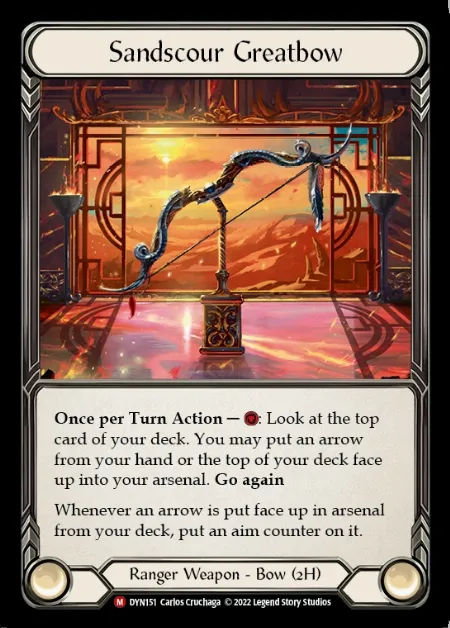 Sandscour Greatbow
Once per Turn Action — : Look at the top
card of your deck. You may put an arrow
from your hand or the top of your deck face
up into your arsenal. Go again
Whenever an arrow is put face up in arsenal
from your deck, put an aim counter on it.
Ranger Weapon - Bow (2H)
M DYN151 Carlos Cruchaga © 2022 Legend Story Studios